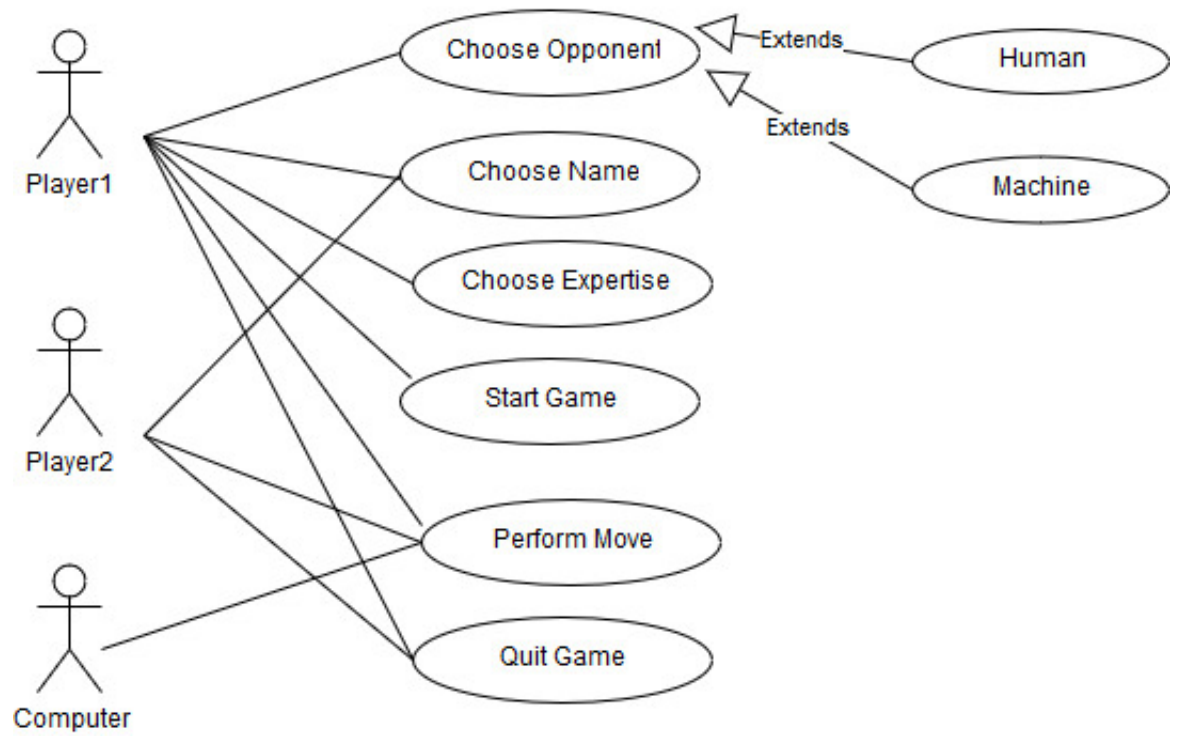 Choose Opponent
Extends
Human
Extends
Choose Name
Machine
Player1
Choose Expertise
Start Game
Player2
Perform Move
Quit Game
Computer